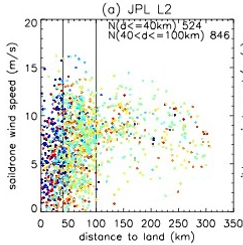 (a) JPL L2
N(d<=40km) 524
N(40<d<=100km) 846
20
15
10
5
0
saildrone wind speed (m/s)
0 50 100 150 200 250 300 350
distance to land (km)